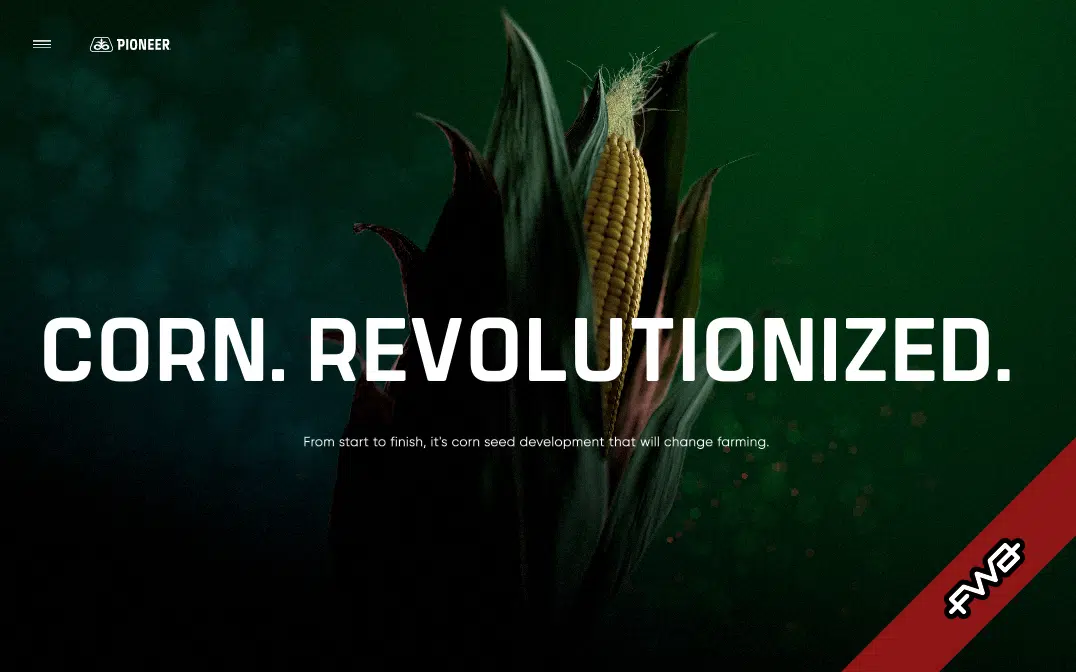 PIONEER
CORN. REVOLUTIONIZED.
From start to finish, it's corn seed development that will change farming.
FWA